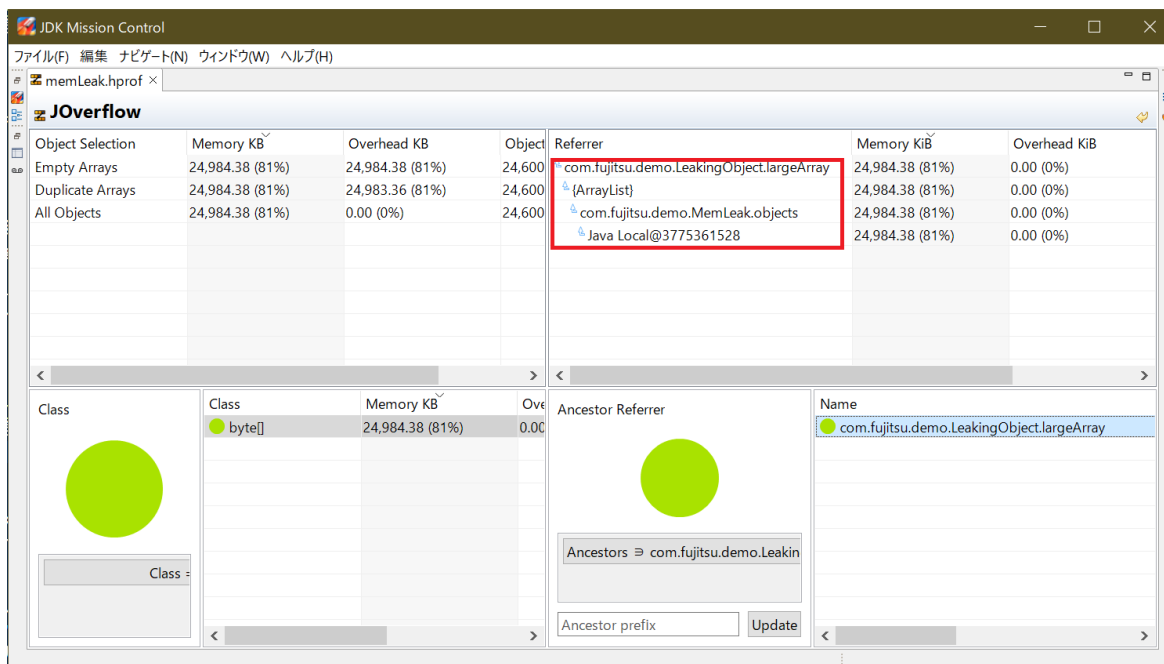 JDK Mission Control
ファイル(F) 編集 ナビゲート(N) ウィンドウ(W) ヘルプ(H)
memLeak.hprof
JOverflow
Object Selection Memory KB Overhead KB Object
Empty Arrays 24,984.38 (81%) 24,984.38 (81%) 24,600
Duplicate Arrays 24,984.38 (81%) 24,983.36 (81%) 24,600
All Objects 24,984.38 (81%) 0.00 (0%) 24,600
Referrer Memory KiB Overhead KiB
com.fujitsu.demo.LeakingObject.largeArray 24,984.38 (81%) 0.00 (0%)
{ArrayList} 24,984.38 (81%) 0.00 (0%)
com.fujitsu.demo.MemLeak.objects 24,984.38 (81%) 0.00 (0%)
Java Local@3775361528 24,984.38 (81%) 0.00 (0%)
Class
Class =
Class Memory KB Ove
byte[] 24,984.38 (81%) 0.00
Ancestor Referrer
Ancestors ∋ com.fujitsu.demo.Leakin
Ancestor prefix Update
Name
com.fujitsu.demo.LeakingObject.largeArray